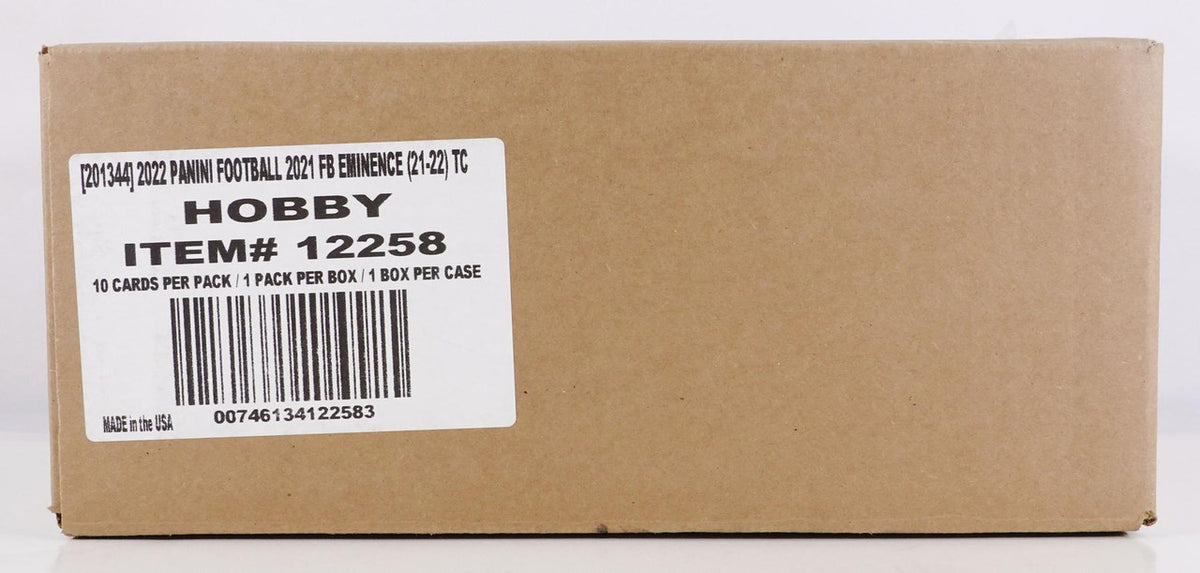 [201344] 2022 PANINI FOOTBALL 2021 FB EMINENCE (21-22) TC
HOBBY
ITEM# 12258
10 CARDS PER PACK / 1 PACK PER BOX / 1 BOX PER CASE
00746134122583
MADE in the USA